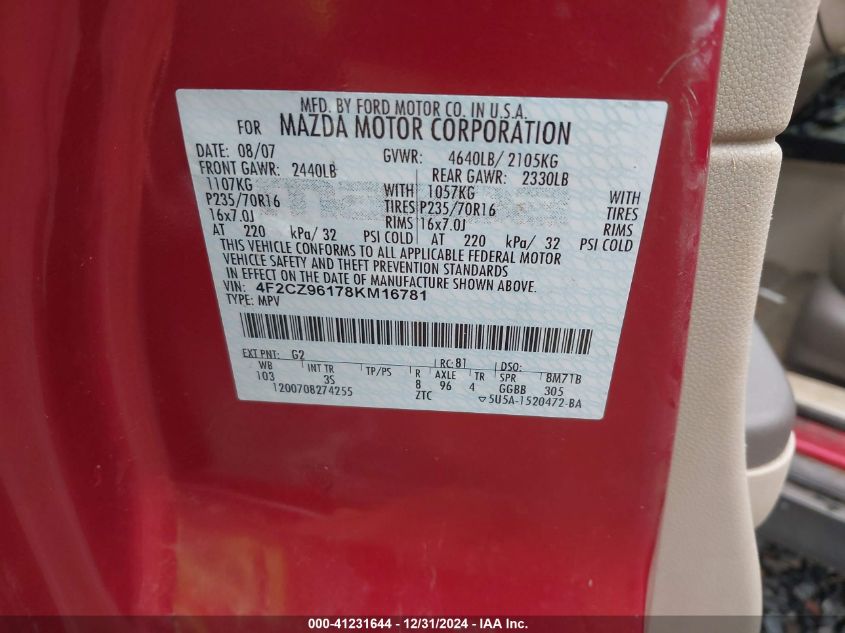 MFD. BY FORD MOTOR CO. IN U.S.A.
FOR MAZDA MOTOR CORPORATION
DATE: 08/07 GVWR: 4640LB/ 2105KG
FRONT GAWR: 2440LB REAR GAWR: 2330LB
1107KG WITH 1057KG WITH
P235/70R16 TIRES P235/70R16 TIRES
16x7.0J RIMS 16x7.0J RIMS
AT 220 kPa/ 32 PSI COLD AT 220 kPa/ 32 PSI COLD
THIS VEHICLE CONFORMS TO ALL APPLICABLE FEDERAL MOTOR
VEHICLE SAFETY AND THEFT PREVENTION STANDARDS
IN EFFECT ON THE DATE OF MANUFACTURE SHOWN ABOVE.
VIN: 4F2CZ96178KM16781
TYPE: MPV
EXT PNT: G2 RC: 81 DSO:
WB INT TR TP/PS R AXLE TR SPR 8M71B
103 3S 8 96 4 GGBB 305
1200708274255 ZTC 5U5A-1520472-BA
000-41231644 - 12/31/2024 - IAA Inc.